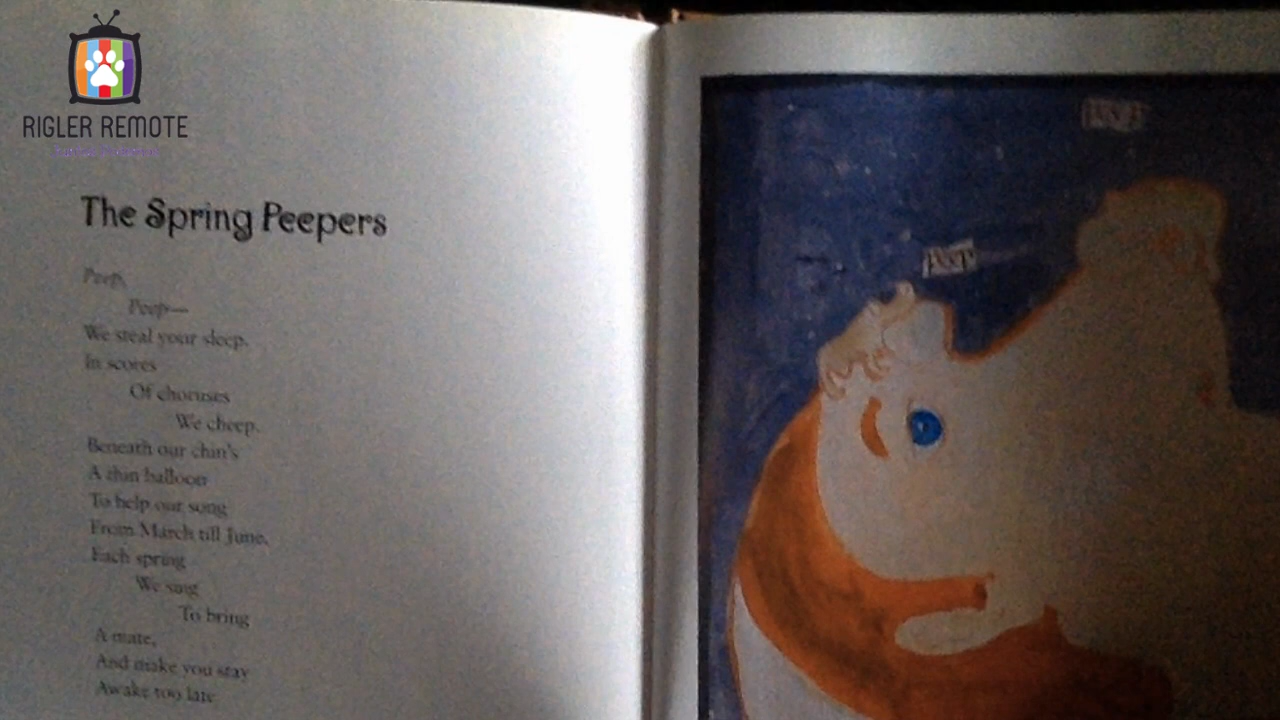 RIGLER REMOTE
The Spring Peepers
Peep,
Peep—
We steal your sleep.
In scores
Of choruses
We cheep.
Beneath our chin's
A thin balloon
To help our song
From March till June.
Each spring
We sing
To bring
A mate,
And make you stay
Awake too late
peep